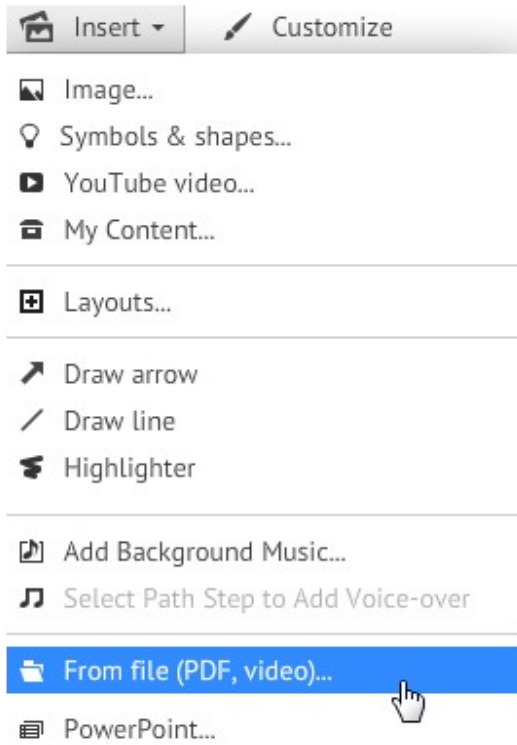 Insert Customize
Image...
Symbols & shapes...
YouTube video...
My Content...
Layouts...
Draw arrow
Draw line
Highlighter
Add Background Music...
Select Path Step to Add Voice-over
From file (PDF, video)...
PowerPoint...